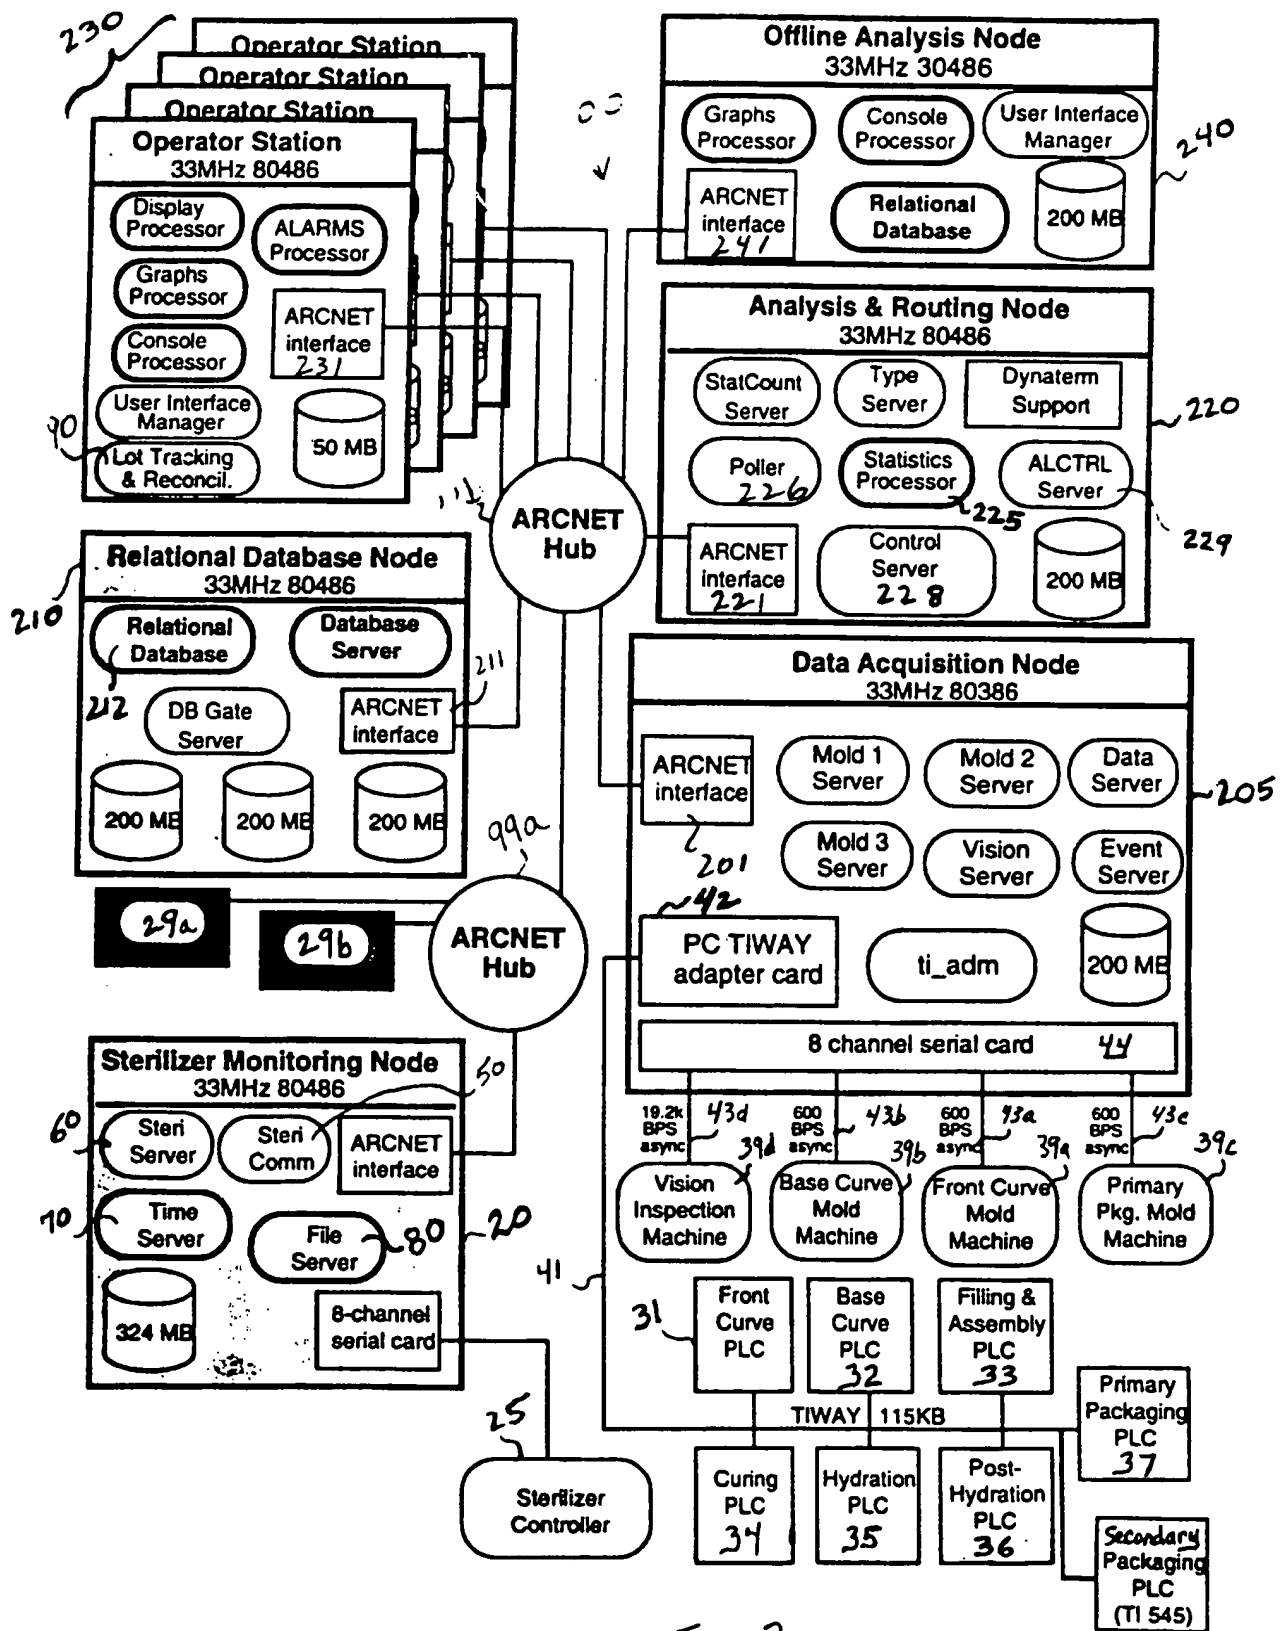 230
Operator Station
Operator Station
Operator Station
Operator Station
33MHz 80486
Display
Processor
ALARMS
Processor
Graphs
Processor
ARCNET
interface
231
Console
Processor
User Interface
Manager
50 MB
90
Lot Tracking
& Reconcil.
Offline Analysis Node
33MHz 30486
Graphs
Processor
Console
Processor
User Interface
Manager
240
ARCNET
interface
241
Relational
Database
200 MB
Analysis & Routing Node
33MHz 80486
StatCount
Server
Type
Server
Dynaterm
Support
220
Poller
226
Statistics
Processor
225
ALCTRL
Server
229
ARCNET
interface
221
Control
Server
228
200 MB
ARCNET
Hub
Relational Database Node
33MHz 80486
210
Relational
Database
212
Database
Server
DB Gate
Server
ARCNET
interface
211
200 MB
200 MB
200 MB
29a
29b
99a
ARCNET
Hub
Data Acquisition Node
33MHz 80386
ARCNET
interface
201
Mold 1
Server
Mold 2
Server
Data
Server
205
Mold 3
Server
Vision
Server
Event
Server
42
PC TIWAY
adapter card
ti_adm
200 MB
8 channel serial card 44
Sterilizer Monitoring Node
33MHz 80486
50
60
Steri
Server
Steri
Comm
ARCNET
interface
70
Time
Server
File
Server
80
20
324 MB
8-channel
serial card
25
Sterilizer
Controller
19.2k
BPS
async
43d
600
BPS
async
43b
600
BPS
async
43a
600
BPS
async
43c
39d
Vision
Inspection
Machine
39b
Base Curve
Mold
Machine
39a
Front Curve
Mold
Machine
39c
Primary
Pkg. Mold
Machine
41
31
Front
Curve
PLC
Base
Curve
PLC
32
Filling &
Assembly
PLC
33
TIWAY 115KB
Primary
Packaging
PLC
37
Curing
PLC
34
Hydration
PLC
35
Post-
Hydration
PLC
36
Secondary
Packaging
PLC
(TI 545)